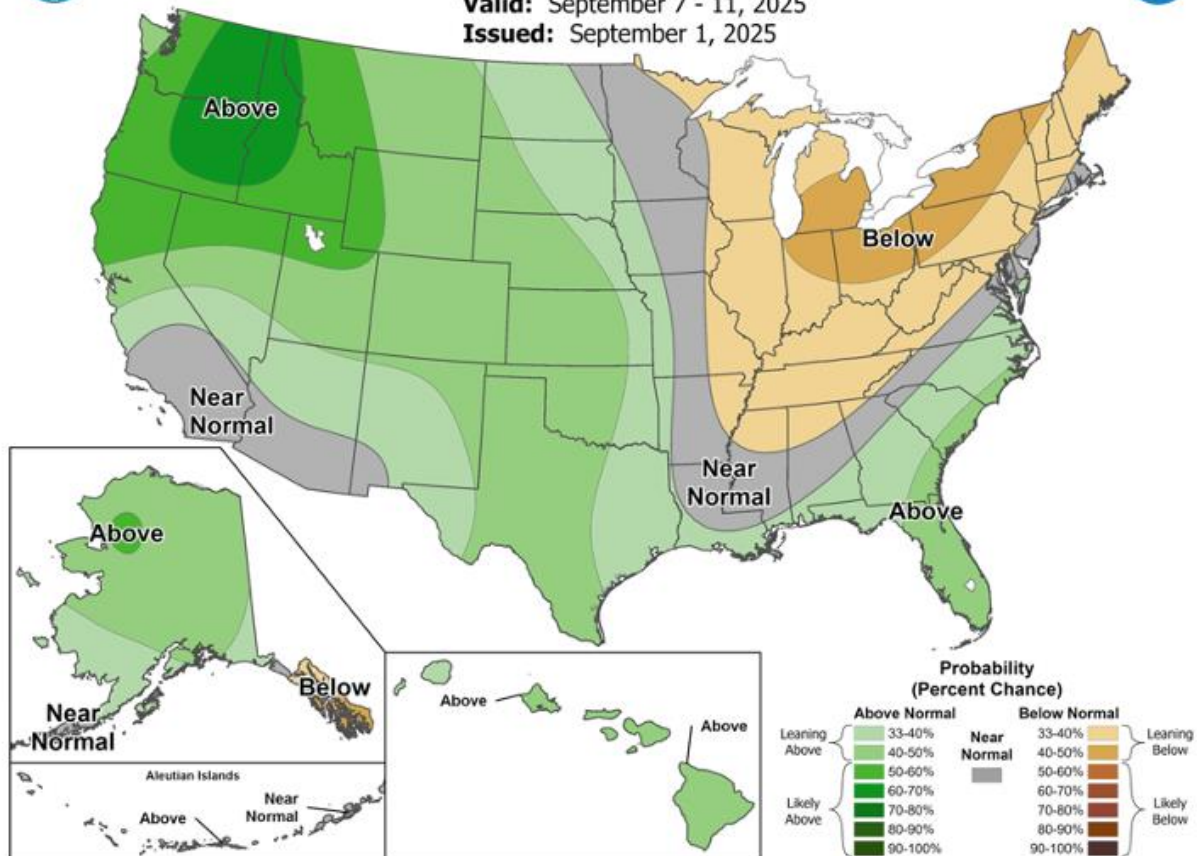 Valid: September 7 - 11, 2025
Issued: September 1, 2025
Above
Below
Near
Normal
Near
Normal
Above
Above
Below
Near
Normal
Aleutian Islands
Above
Near
Normal
Above
Above
Probability
(Percent Chance)
Above Normal
Below Normal
Near
Normal
Leaning
Above
33-40%
40-50%
Likely
Above
50-60%
60-70%
70-80%
80-90%
90-100%
33-40%
40-50%
Leaning
Below
50-60%
60-70%
70-80%
80-90%
90-100%
Likely
Below